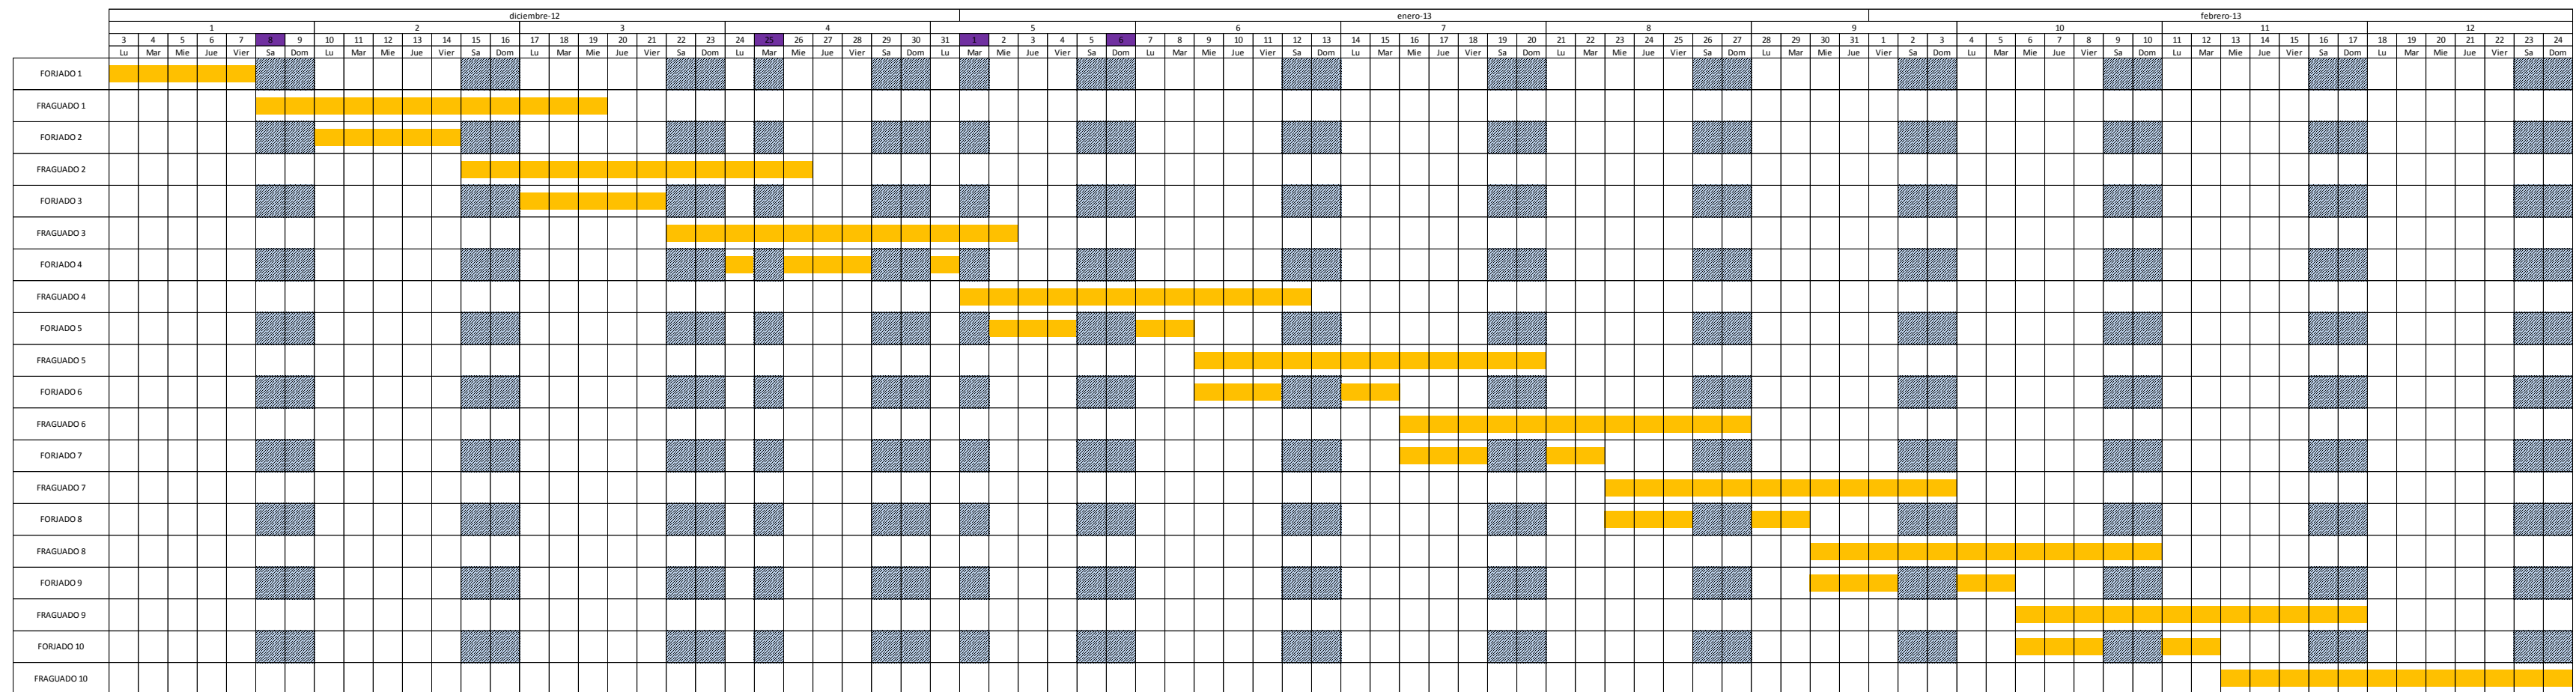 diciembre-12 enero-13 febrero-13
1 2 3 4 5 6 7 8 9 10 11 12
3 4 5 6 7 8 9 10 11 12 13 14 15 16 17 18 19 20 21 22 23 24 25 26 27 28 29 30 31 1 2 3 4 5 6 7 8 9 10 11 12 13 14 15 16 17 18 19 20 21 22 23 24 25 26 27 28 29 30 31 1 2 3 4 5 6 7 8 9 10 11 12 13 14 15 16 17 18 19 20 21 22 23 24
Lu Mar Mie Jue Vier Sa Dom Lu Mar Mie Jue Vier Sa Dom Lu Mar Mie Jue Vier Sa Dom Lu Mar Mie Jue Vier Sa Dom Lu Mar Mie Jue Vier Sa Dom Lu Mar Mie Jue Vier Sa Dom Lu Mar Mie Jue Vier Sa Dom Lu Mar Mie Jue Vier Sa Dom Lu Mar Mie Jue Vier Sa Dom Lu Mar Mie Jue Vier Sa Dom Lu Mar Mie Jue Vier Sa Dom Lu Mar Mie Jue Vier Sa Dom
FORJADO 1
FRAGUADO 1
FORJADO 2
FRAGUADO 2
FORJADO 3
FRAGUADO 3
FORJADO 4
FRAGUADO 4
FORJADO 5
FRAGUADO 5
FORJADO 6
FRAGUADO 6
FORJADO 7
FRAGUADO 7
FORJADO 8
FRAGUADO 8
FORJADO 9
FRAGUADO 9
FORJADO 10
FRAGUADO 10